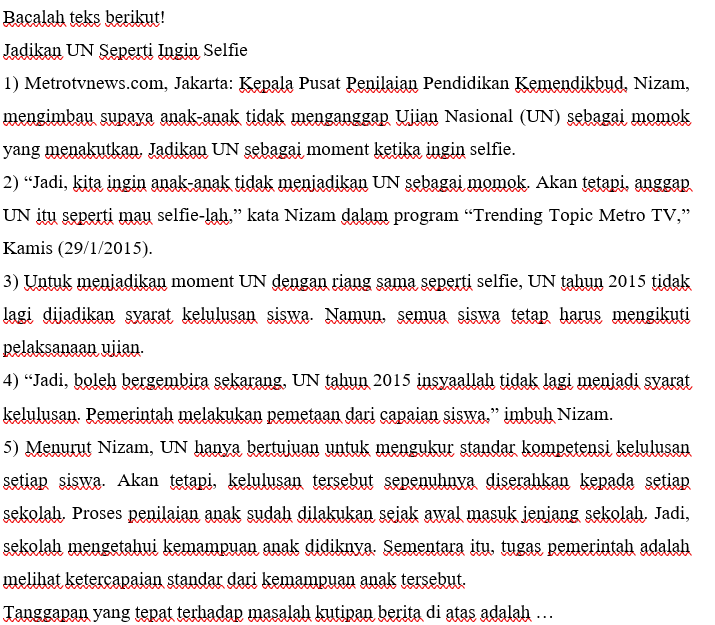 Bacalah teks berikut!
Jadikan UN Seperti Ingin Selfie
1) Metrotvnews.com, Jakarta: Kepala Pusat Penilaian Pendidikan Kemendikbud, Nizam,
mengimbau supaya anak-anak tidak menganggap Ujian Nasional (UN) sebagai momok
yang menakutkan. Jadikan UN sebagai moment ketika ingin selfie.
2) “Jadi, kita ingin anak-anak tidak menjadikan UN sebagai momok. Akan tetapi, anggap
UN itu seperti mau selfie-lah,” kata Nizam dalam program “Trending Topic Metro TV,”
Kamis (29/1/2015).
3) Untuk menjadikan moment UN dengan riang sama seperti selfie, UN tahun 2015 tidak
lagi dijadikan syarat kelulusan siswa. Namun, semua siswa tetap harus mengikuti
pelaksanaan ujian.
4) “Jadi, boleh bergembira sekarang, UN tahun 2015 insyaallah tidak lagi menjadi syarat
kelulusan. Pemerintah melakukan pemetaan dari capaian siswa,” imbuh Nizam.
5) Menurut Nizam, UN hanya bertujuan untuk mengukur standar kompetensi kelulusan
setiap siswa. Akan tetapi, kelulusan tersebut sepenuhnya diserahkan kepada setiap
sekolah. Proses penilaian anak sudah dilakukan sejak awal masuk jenjang sekolah. Jadi,
sekolah mengetahui kemampuan anak didiknya. Sementara itu, tugas pemerintah adalah
melihat ketercapaian standar dari kemampuan anak tersebut.
Tanggapan yang tepat terhadap masalah kutipan berita di atas adalah …